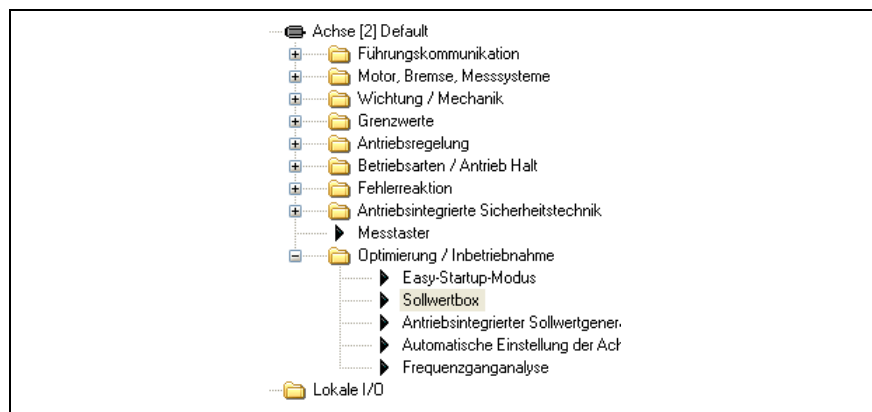 Achse [2] Default
Führungskommunikation
Motor, Bremse, Messsysteme
Wichtung / Mechanik
Grenzwerte
Antriebsregelung
Betriebsarten / Antrieb Halt
Fehlerreaktion
Antriebsintegrierte Sicherheitstechnik
Messtaster
Optimierung / Inbetriebnahme
Easy-Startup-Modus
Sollwertbox
Antriebsintegrierter Sollwertgener
Automatische Einstellung der Ach
Frequenzganganalyse
Lokale I/O